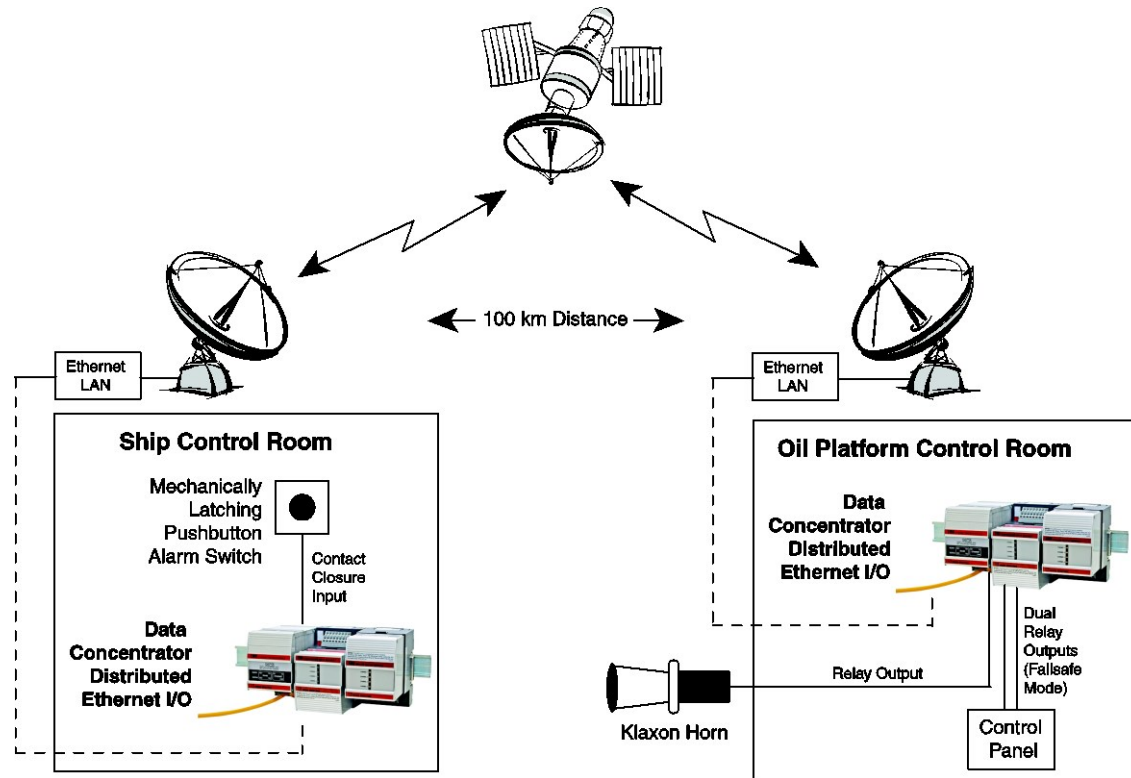 100 km Distance
Ethernet
LAN
Ship Control Room
Mechanically
Latching
Pushbutton
Alarm Switch
Contact
Closure
Input
Data
Concentrator
Distributed
Ethernet I/O
Ethernet
LAN
Oil Platform Control Room
Data
Concentrator
Distributed
Ethernet I/O
Dual
Relay
Outputs
(Failsafe
Mode)
Relay Output
Klaxon Horn
Control
Panel